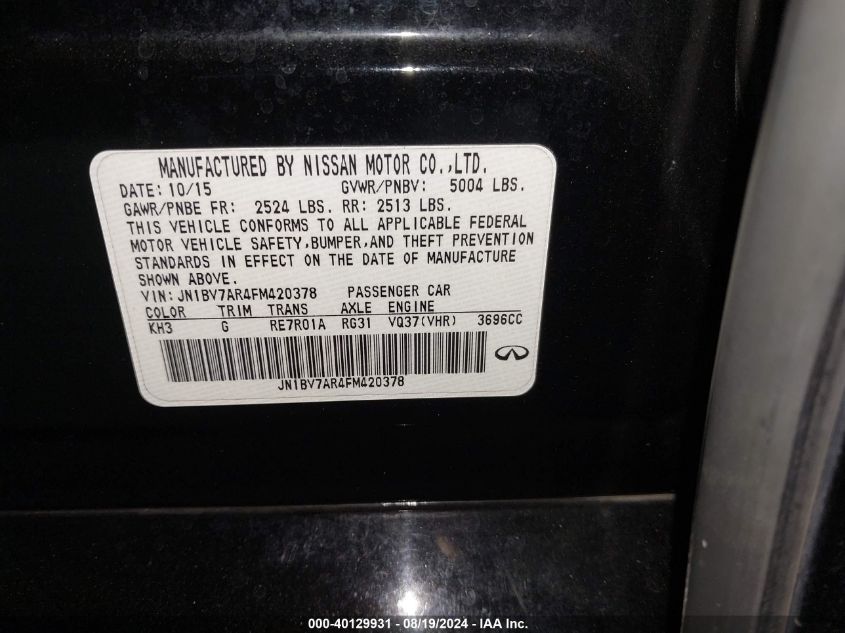 MANUFACTURED BY NISSAN MOTOR CO.,LTD.
DATE: 10/15 GVWR/PNBV: 5004 LBS.
GAWR/PNBE FR: 2524 LBS. RR: 2513 LBS.
THIS VEHICLE CONFORMS TO ALL APPLICABLE FEDERAL
MOTOR VEHICLE SAFETY,BUMPER,AND THEFT PREVENTION
STANDARDS IN EFFECT ON THE DATE OF MANUFACTURE
SHOWN ABOVE.
VIN: JN1BV7AR4FM420378 PASSENGER CAR
COLOR TRIM TRANS AXLE ENGINE
KH3 G RE7R01A RG31 VQ37(VHR) 3696CC
JN1BV7AR4FM420378
000-40129931 - 08/19/2024 - IAA Inc.